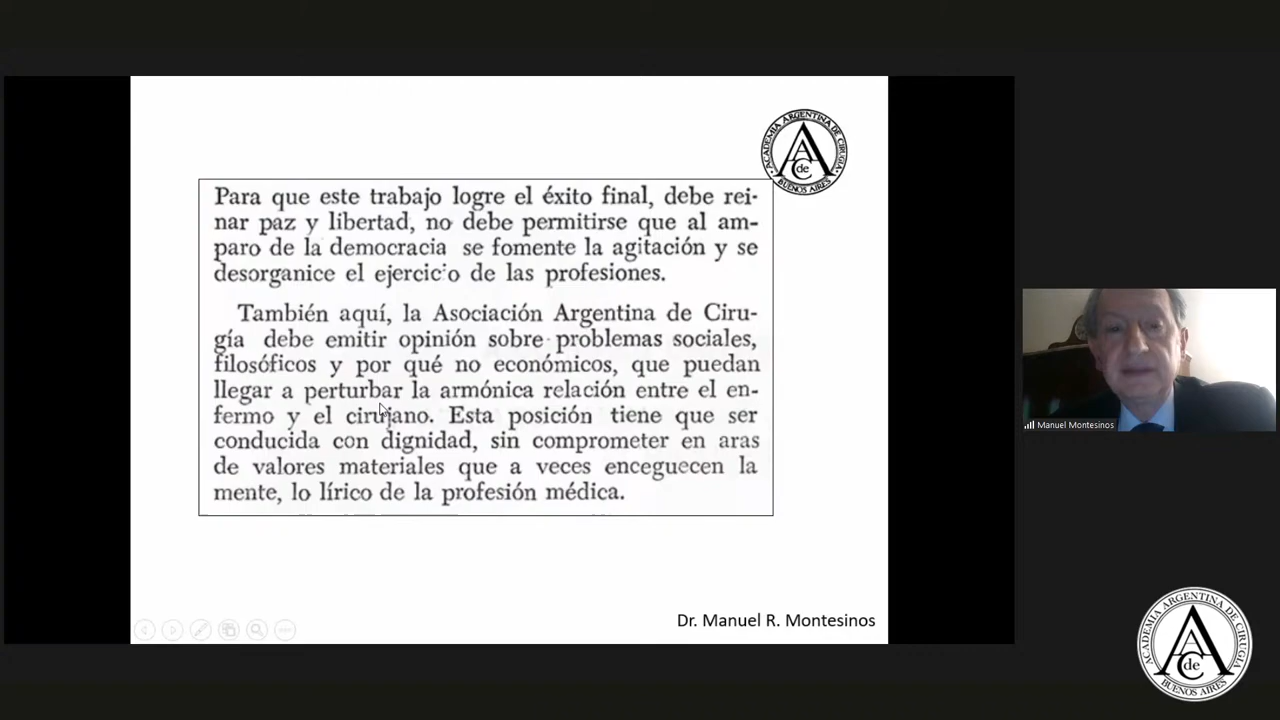 ACADEMIA ARGENTINA DE CIRUGÍA
A
de
C
BUENOS AIRES
Para que este trabajo logre el éxito final, debe rei-
nar paz y libertad, no debe permitirse que al am-
paro de la democracia se fomente la agitación y se
desorganice el ejercicio de las profesiones.
También aquí, la Asociación Argentina de Ciru-
gía debe emitir opinión sobre problemas sociales,
filosóficos y por qué no económicos, que puedan
llegar a perturbar la armónica relación entre el en-
fermo y el cirujano. Esta posición tiene que ser
conducida con dignidad, sin comprometer en aras
de valores materiales que a veces enceguecen la
mente, lo lírico de la profesión médica.
Manuel Montesinos
Dr. Manuel R. Montesinos
ACADEMIA ARGENTINA DE CIRUGIA
A
de
C
BUENOS AIRES